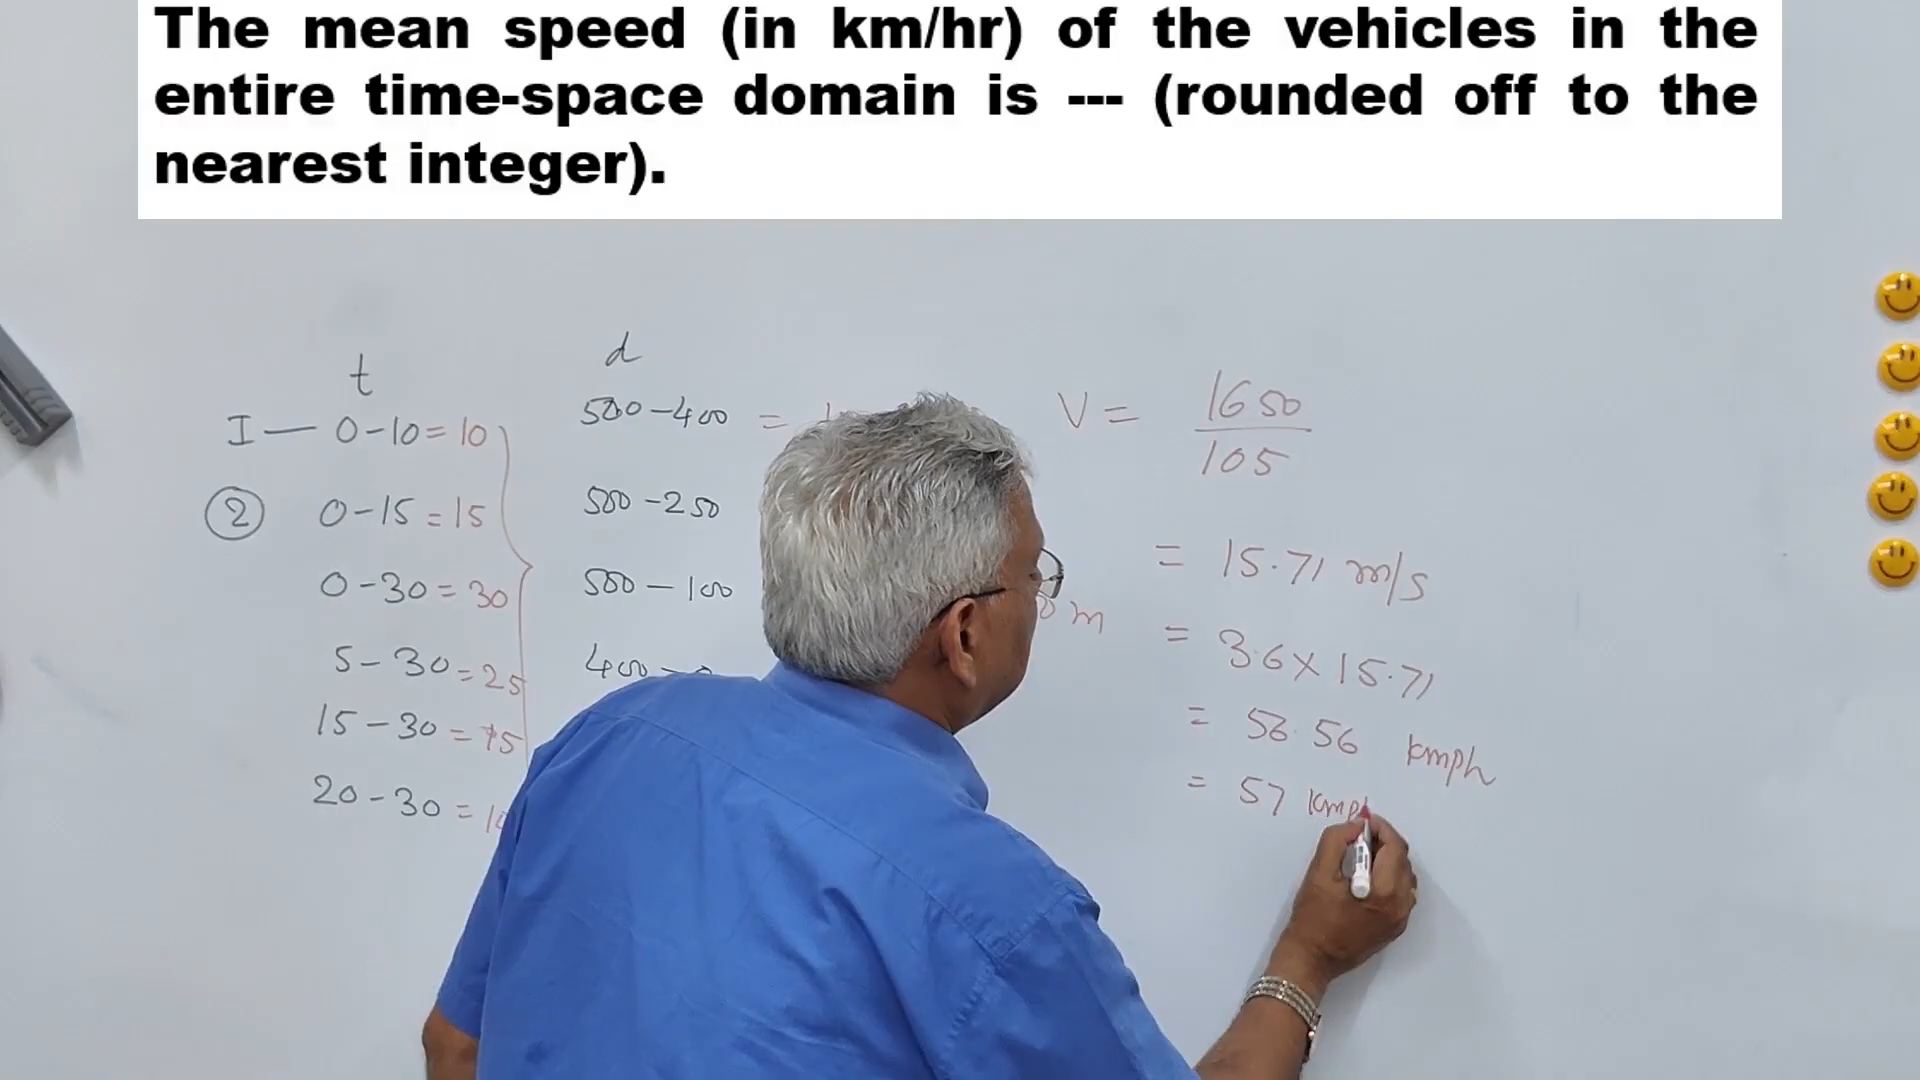 The mean speed (in km/hr) of the vehicles in the
entire time-space domain is --- (rounded off to the
nearest integer).
t
d
I — 0-10 = 10
500-400 =
V = 1650
105
2 0-15 = 15
500-250
= 15.71 m/s
0-30 = 30
500-100
m
= 3.6 x 15.71
5-30 = 25
400-
= 56.56 kmph
15-30 = 15
= 57 kmph
20-30 =